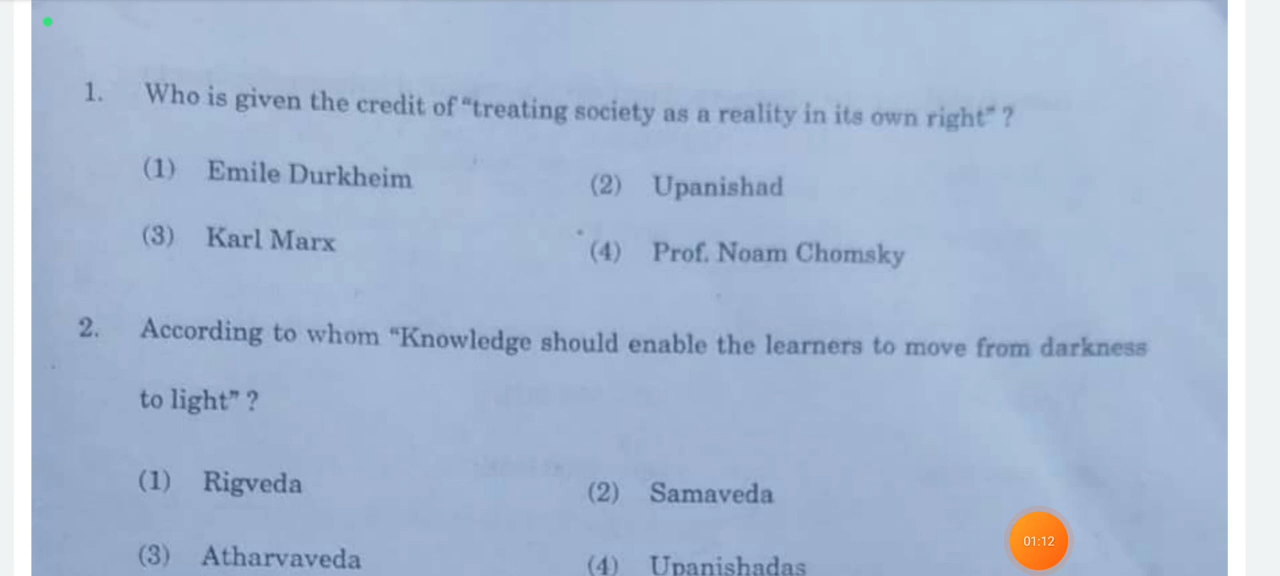 1. Who is given the credit of “treating society as a reality in its own right” ?
(1) Emile Durkheim (2) Upanishad
(3) Karl Marx (4) Prof. Noam Chomsky
2. According to whom “Knowledge should enable the learners to move from darkness
to light” ?
(1) Rigveda (2) Samaveda
(3) Atharvaveda (4) Upanishadas
01:12